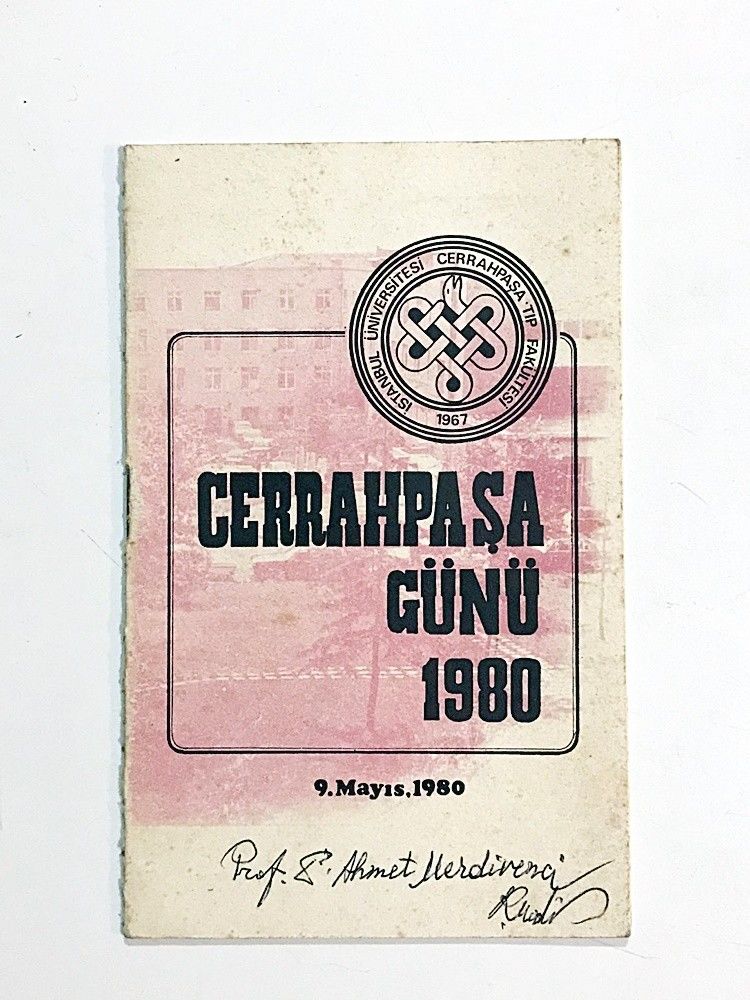 İSTANBUL ÜNİVERSİTESİ CERRAHPAŞA TIP FAKÜLTESİ
1967
CERRAHPAŞA
GÜNÜ
1980
9.Mayıs,1980
Prof. Dr. Ahmet Merdivenci